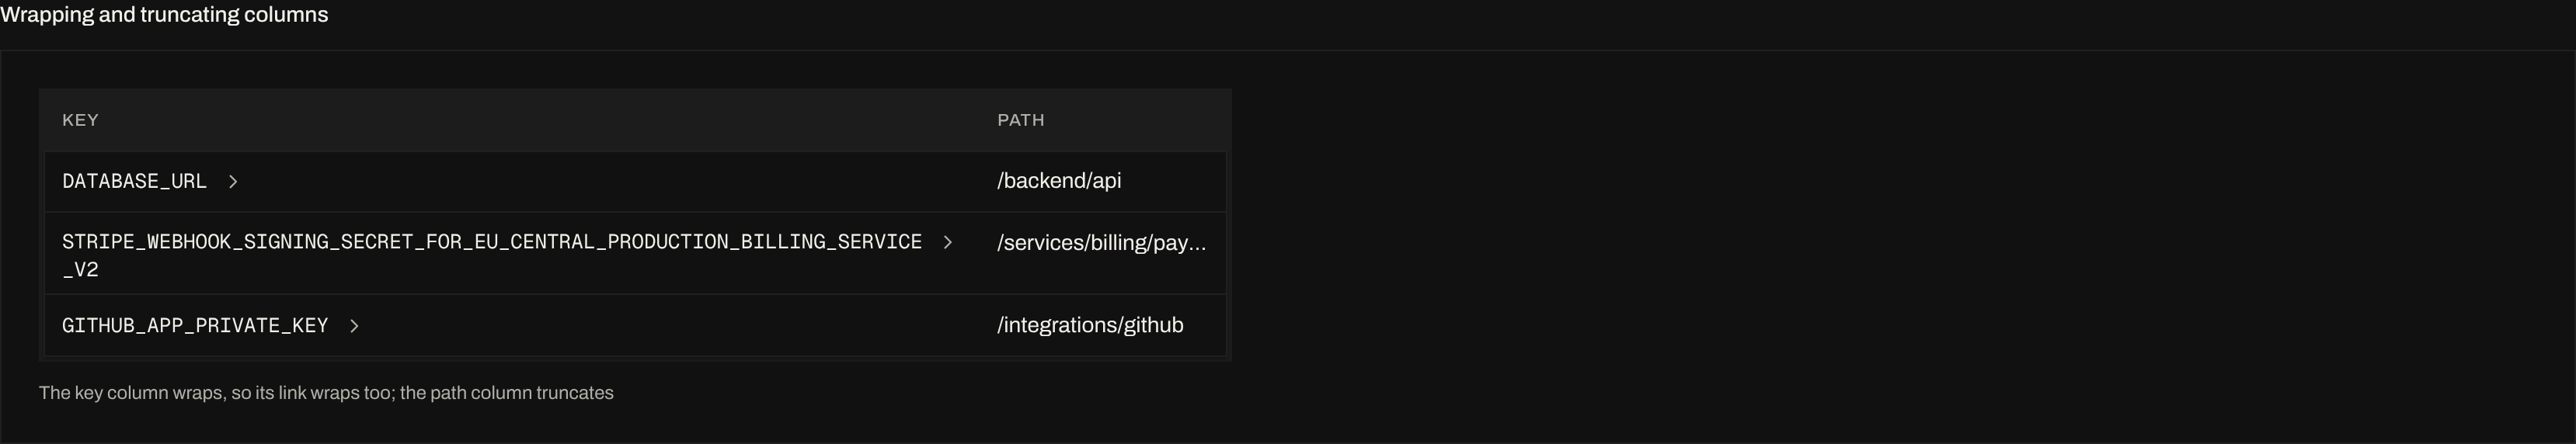 Wrapping and truncating columns
KEY PATH
DATABASE_URL /backend/api
STRIPE_WEBHOOK_SIGNING_SECRET_FOR_EU_CENTRAL_PRODUCTION_BILLING_SERVICE /services/billing/pay...
_V2
GITHUB_APP_PRIVATE_KEY /integrations/github
The key column wraps, so its link wraps too; the path column truncates